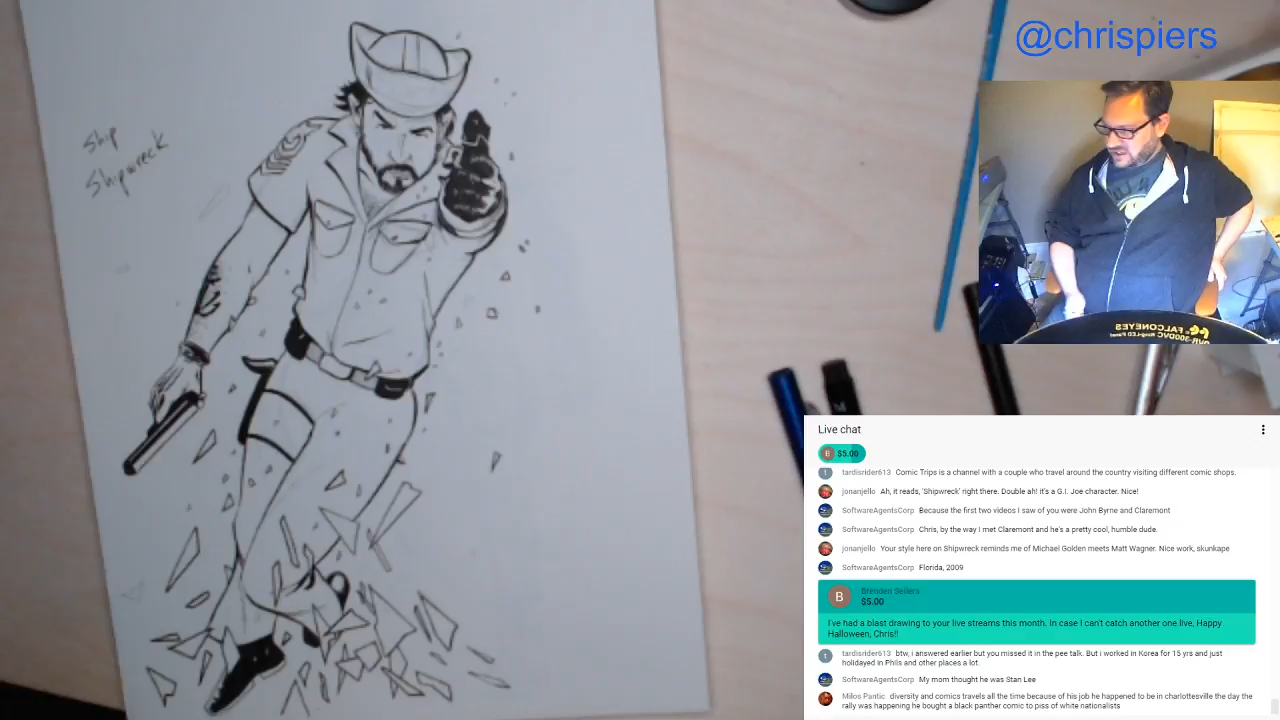 @chrispiers
Ship
Shipwreck
FALCONEYES
Live chat
B $5.00
tardisrider613 Comic Trips is a channel with a couple who travel around the country visiting different comic shops.
jonanjello Ah, it reads, 'Shipwreck' right there. Double ah! it's a G.I. Joe character. Nice!
SoftwareAgentsCorp Because the first two videos I saw of you were John Byrne and Claremont
SoftwareAgentsCorp Chris, by the way I met Claremont and he's a pretty cool, humble dude.
jonanjello Your style here on Shipwreck reminds me of Michael Golden meets Matt Wagner. Nice work, skunkape
SoftwareAgentsCorp Florida, 2009
B Brenden Sellers
$5.00
I've had a blast drawing to your live streams this month. In case I can't catch another one live, Happy
Halloween, Chris!!
tardisrider613 btw, i answered earlier but you missed it in the pee talk. But i worked in Korea for 15 yrs and just
holidayed in Phils and other places a lot.
SoftwareAgentsCorp My mom thought he was Stan Lee
Milos Pantic diversity and comics travels all the time because of his job he happened to be in charlottesville the day the
rally was happening he bought a black panther comic to piss of white nationalists